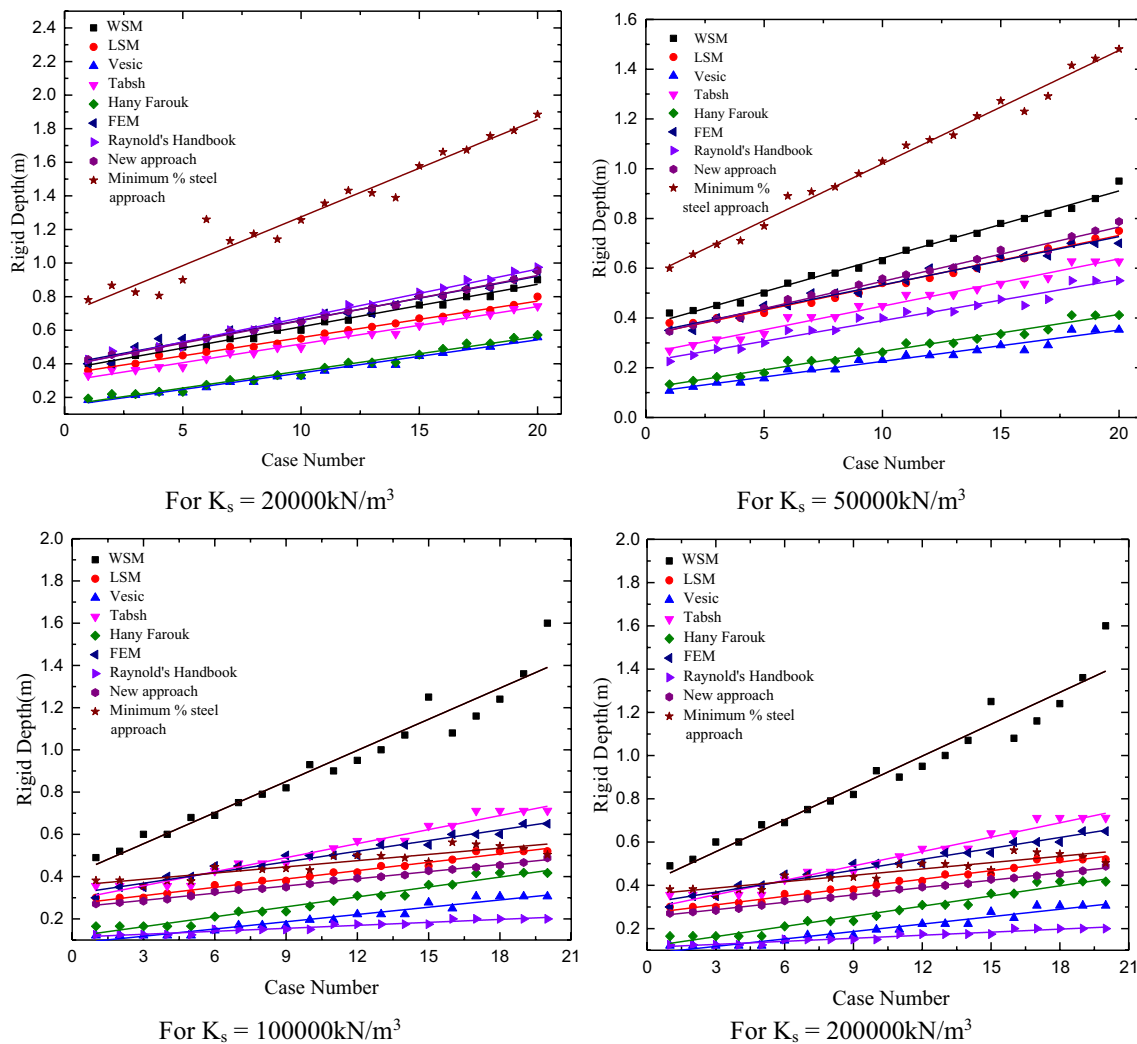 2.4
2.2
2.0
1.8
1.6
1.4
1.2
1.0
0.8
0.6
0.4
0.2
Rigid Depth(m)
WSM
LSM
Vesic
Tabsh
Hany Farouk
FEM
Raynold's Handbook
New approach
Minimum % steel
approach
0 5 10 15 20
Case Number
For Ks = 20000kN/m3
1.6
1.4
1.2
1.0
0.8
0.6
0.4
0.2
0.0
Rigid Depth(m)
WSM
LSM
Vesic
Tabsh
Hany Farouk
FEM
Raynold's Handbook
New approach
Minimum %
steel approach
0 5 10 15 20
Case Number
For Ks = 50000kN/m3
2.0
1.8
1.6
1.4
1.2
1.0
0.8
0.6
0.4
0.2
Rigid Depth(m)
WSM
LSM
Vesic
Tabsh
Hany Farouk
FEM
Raynold's Handbook
New approach
Minimum % steel
approach
0 3 6 9 12 15 18 21
Case Number
For Ks = 100000kN/m3
2.0
1.8
1.6
1.4
1.2
1.0
0.8
0.6
0.4
0.2
Rigid Depth(m)
WSM
LSM
Vesic
Tabsh
Hany Farouk
FEM
Raynold's Handbook
New approach
Minimum % steel
approach
0 3 6 9 12 15 18 21
Case Number
For Ks = 200000kN/m3